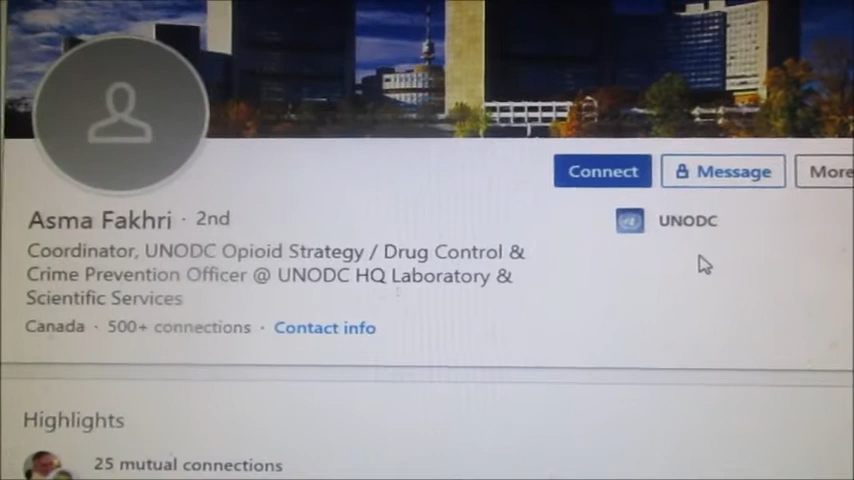 Connect
Message
More
Asma Fakhri · 2nd
UNODC
Coordinator, UNODC Opioid Strategy / Drug Control &
Crime Prevention Officer @ UNODC HQ Laboratory &
Scientific Services
Canada · 500+ connections · Contact info
Highlights
25 mutual connections